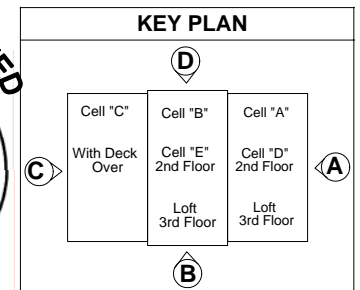 KEY PLAN
D
Cell "C"
With Deck
Over
Cell "B"
Cell "E"
2nd Floor
Loft
3rd Floor
Cell "A"
Cell "D"
2nd Floor
Loft
3rd Floor
C
A
B